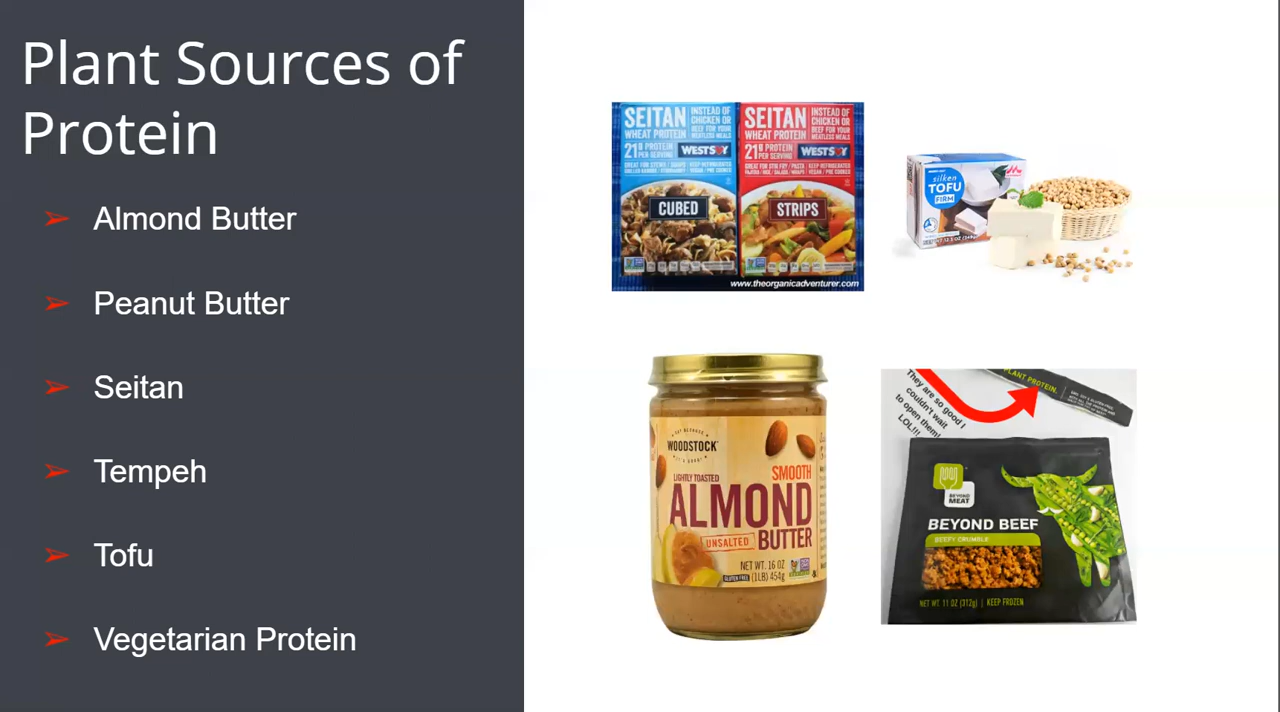 Plant Sources of
Protein
➢ Almond Butter
➢ Peanut Butter
➢ Seitan
➢ Tempeh
➢ Tofu
➢ Vegetarian Protein
SEITAN
WHEAT PROTEIN
INSTEAD OF
CHICKEN OR
BEEF FOR YOUR
MEATLESS MEALS
21g PROTEIN
PER SERVING
WESTSOY
CUBED
SEITAN
WHEAT PROTEIN
INSTEAD OF
CHICKEN OR
BEEF FOR YOUR
MEATLESS MEALS
21g PROTEIN
PER SERVING
WESTSOY
STRIPS
www.theorganicadventurer.com
silken
TOFU
FIRM
WOODSTOCK
LIGHTLY TOASTED
SMOOTH
ALMOND
UNSALTED
BUTTER
NET WT. 16 OZ
(1LB) 454g
GLUTEN FREE
They are so good I
couldn't wait
to open them!
LOL!!!
PLANT PROTEIN.
BEYOND
MEAT
BEYOND BEEF
BEEFY CRUMBLE
NET WT. 11 OZ (312g) | KEEP FROZEN